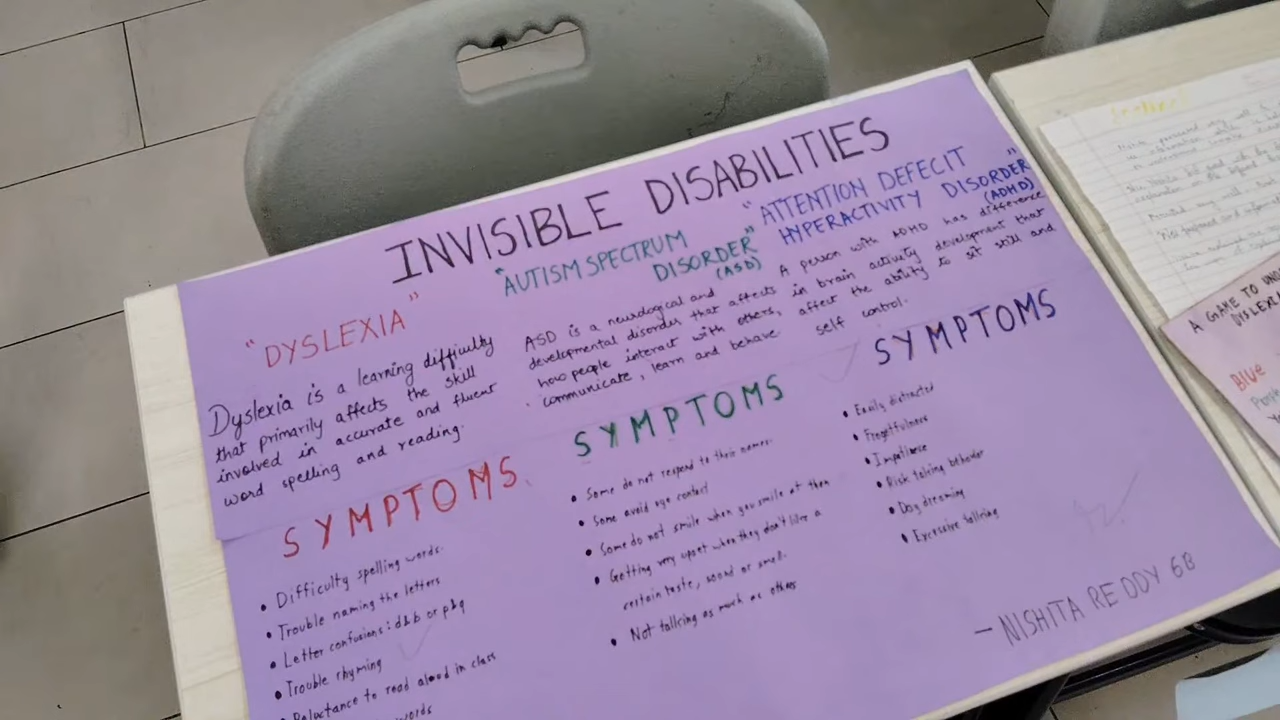 INVISIBLE DISABILITIES
"DYSLEXIA"
Dyslexia is a learning difficulty
that primarily affects the skill
involved in accurate and fluent
word spelling and reading.
SYMPTOMS
• Difficulty spelling words.
• Trouble naming the letters
• Letter confusions: d&b or p&q
• Trouble rhyming
• Reluctance to read aloud in class
words
"AUTISM SPECTRUM
DISORDER"
(ASD)
ASD is a neurological and
developmental disorder that affects
how people interact with others,
communicate, learn and behave
SYMPTOMS
• Some do not respond to their names.
• Some avoid eye contact
• Some do not smile when you smile at them
• Getting very upset when they don't like a
certain taste, sound or smell.
• Not talking as much as others
"ATTENTION DEFECIT
HYPERACTIVITY DISORDER"
(ADHD)
A person with ADHD has difference
in brain activity development that
affect the ability to sit still and
self control.
SYMPTOMS
• Easily distracted
• Frogetfulness
• Impatience
• Risk taking behavior
• Day dreaming
• Excessive talking
- NISHITA REDDY 6B
A GAME TO
BLUE